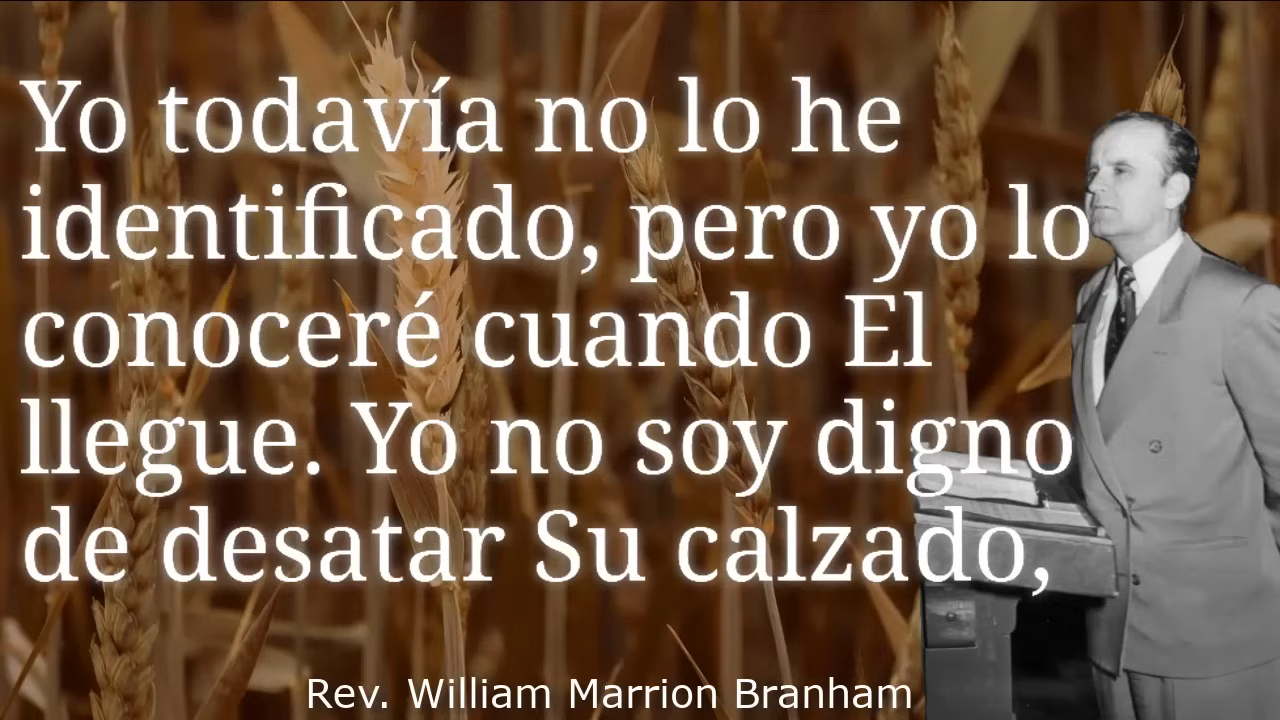 Yo todavía no lo he
identificado, pero yo lo
conoceré cuando El
llegue. Yo no soy digno
de desatar Su calzado,
Rev. William Marrion Branham